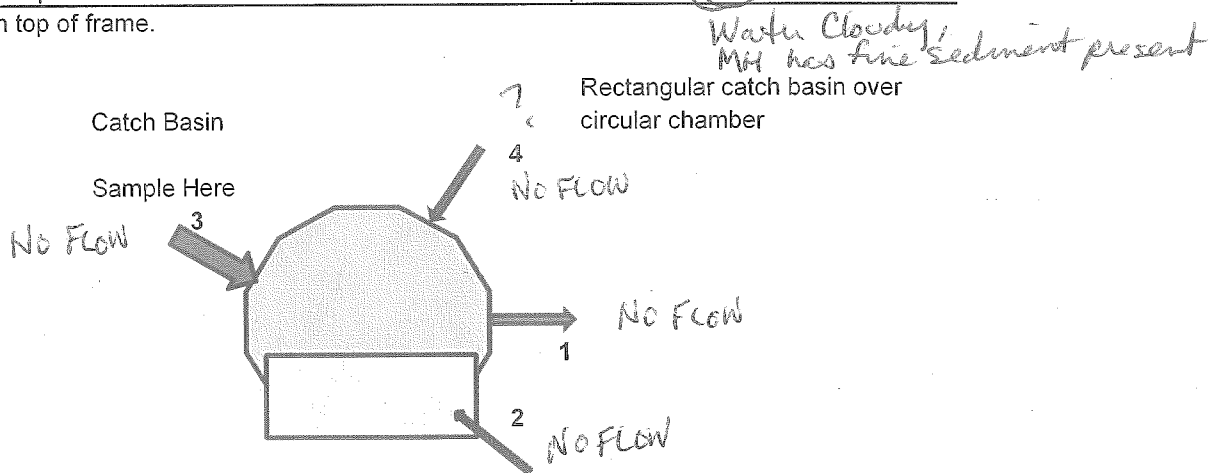 n top of frame.
Water Cloudy,
MH has fine sediment present
Rectangular catch basin over
circular chamber
?
Catch Basin
4
NO FLOW
Sample Here
3
NO FLOW
NO FLOW
1
2
NO FLOW